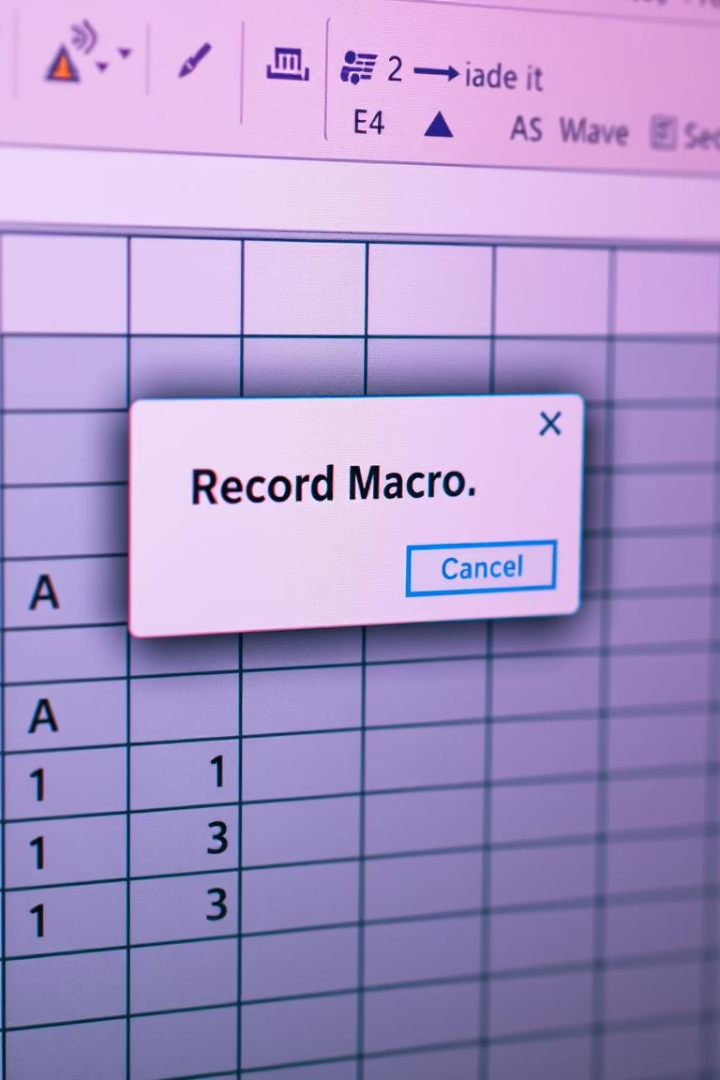 2 → iade it
E4 ▲ AS Wave
Record Macro.
Cancel
A
A
1 1
1 3
1 3